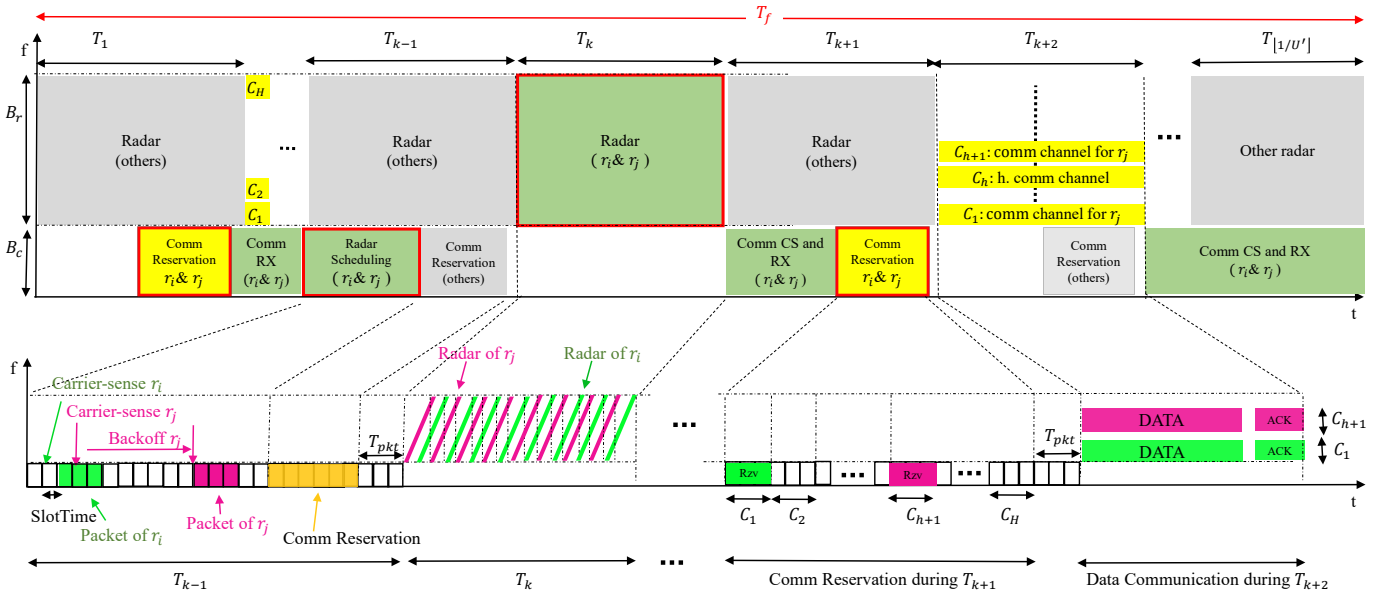 T_f
f
T_1
T_{k-1}
T_k
T_{k+1}
T_{k+2}
T_{⌊1/U'⌋}
B_r
Radar
(others)
C_H
...
C_2
C_1
Radar
(others)
Radar
( r_i& r_j )
Radar
(others)
C_{h+1}: comm channel for r_j
C_h: h. comm channel
C_1: comm channel for r_j
...
Other radar
B_c
Comm
Reservation
r_i& r_j
Comm
RX
(r_i& r_j)
Radar
Scheduling
(r_i& r_j )
Comm
Reservation
(others)
Comm CS and
RX
( r_i& r_j )
Comm
Reservation
r_i& r_j
Comm
Reservation
(others)
Comm CS and RX
( r_i& r_j )
t
f
Carrier-sense r_i
Carrier-sense r_j
Backoff r_j
T_{pkt}
Radar of r_j
Radar of r_i
...
T_{pkt}
DATA
ACK
C_{h+1}
DATA
ACK
C_1
Rzv
...
Rzv
...
t
SlotTime
Packet of r_i
Packet of r_j
Comm Reservation
C_1
C_2
C_{h+1}
C_H
T_{k-1}
T_k
...
Comm Reservation during T_{k+1}
Data Communication during T_{k+2}